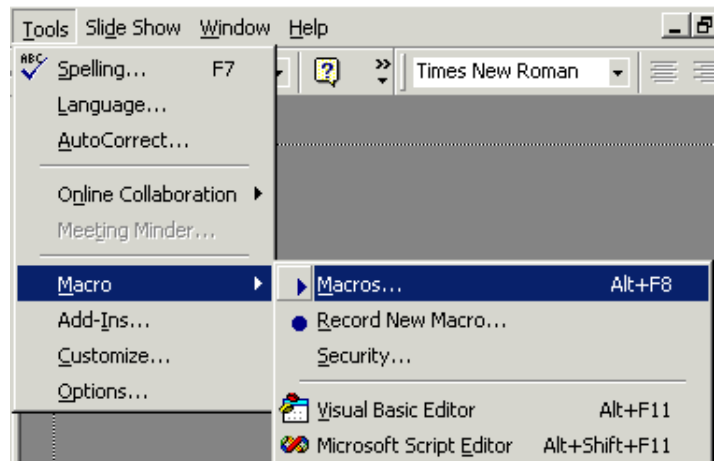 Tools Slide Show Window Help
ABC Spelling... F7
Times New Roman
Language...
AutoCorrect...
Online Collaboration
Meeting Minder...
Macro
Macros... Alt+F8
Add-Ins...
Record New Macro...
Customize...
Security...
Options...
Visual Basic Editor Alt+F11
Microsoft Script Editor Alt+Shift+F11